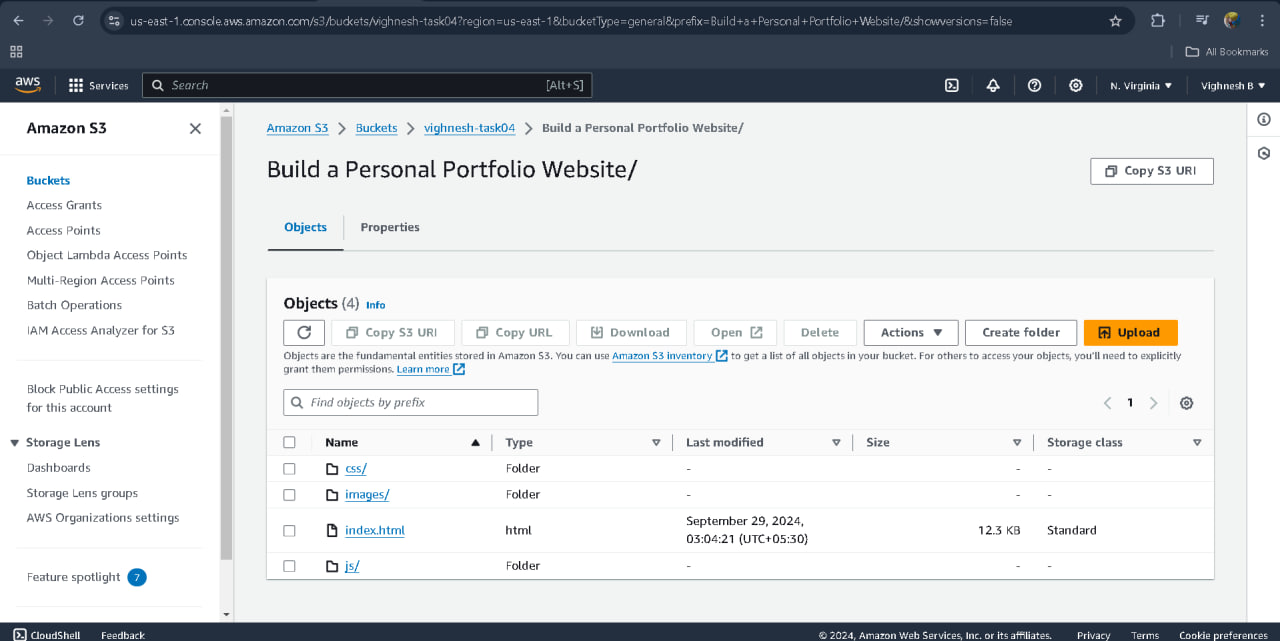 us-east-1.console.aws.amazon.com/s3/buckets/vighnesh-task04?region=us-east-1&bucketType=general&prefix=Build+a+Personal+Portfolio+Website/&showversions=false
All Bookmarks
aws Services Search [Alt+S] N. Virginia Vighnesh B
Amazon S3
Buckets
Access Grants
Access Points
Object Lambda Access Points
Multi-Region Access Points
Batch Operations
IAM Access Analyzer for S3
Block Public Access settings
for this account
Storage Lens
Dashboards
Storage Lens groups
AWS Organizations settings
Feature spotlight 7
Amazon S3 Buckets vighnesh-task04 Build a Personal Portfolio Website/
Build a Personal Portfolio Website/
Copy S3 URI
Objects Properties
Objects (4) Info
Copy S3 URI Copy URL Download Open Delete Actions Create folder Upload
Objects are the fundamental entities stored in Amazon S3. You can use Amazon S3 inventory to get a list of all objects in your bucket. For others to access your objects, you'll need to explicitly
grant them permissions. Learn more
Find objects by prefix
1
Name Type Last modified Size Storage class
css/ Folder - - -
images/ Folder - - -
index.html html September 29, 2024, 03:04:21 (UTC+05:30) 12.3 KB Standard
js/ Folder - - -
CloudShell Feedback © 2024, Amazon Web Services, Inc. or its affiliates. Privacy Terms Cookie preferences